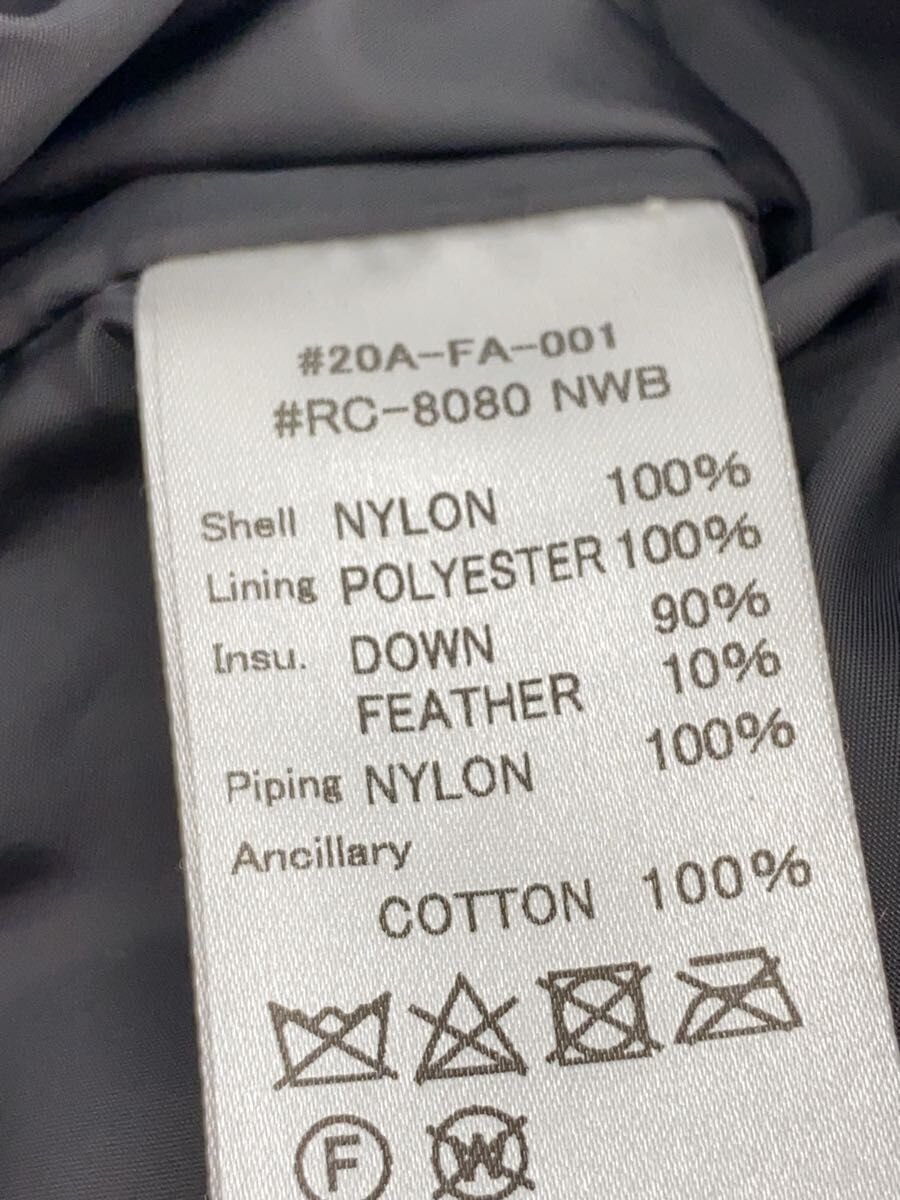 #20A-FA-001
#RC-8080 NWB
Shell NYLON 100%
Lining POLYESTER 100%
Insu. DOWN 90%
FEATHER 10%
Piping NYLON 100%
Ancillary
COTTON 100%
F W